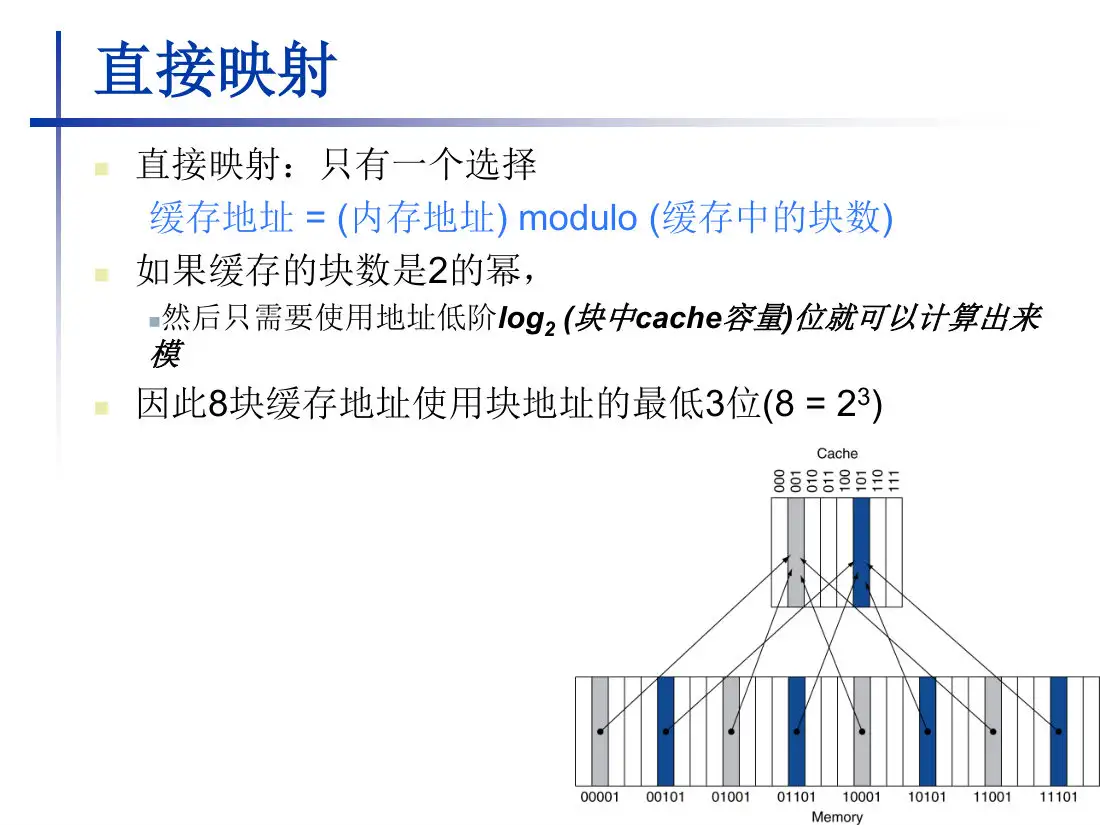 直接映射
直接映射：只有一个选择
缓存地址 = (内存地址) modulo (缓存中的块数)
如果缓存的块数是2的幂，
然后只需要使用地址低阶log₂ (块中cache容量)位就可以计算出来
模
因此8块缓存地址使用块地址的最低3位(8 = 2³)
Cache
000 001 010 011 100 101 110 111
00001 00101 01001 01101 10001 10101 11001 11101
Memory